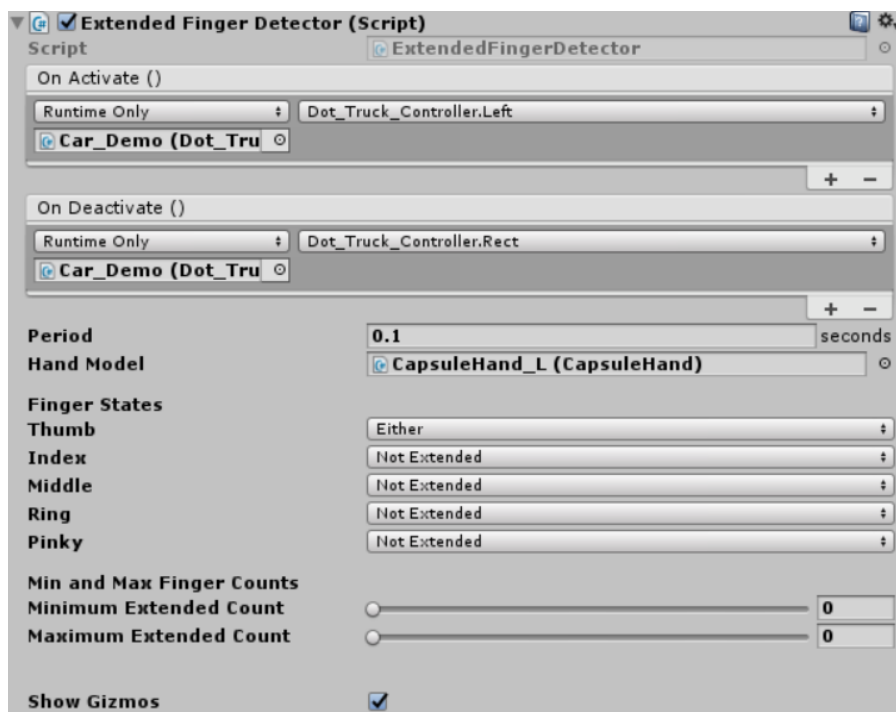 Extended Finger Detector (Script)
Script ExtendedFingerDetector
On Activate ()
Runtime Only Dot_Truck_Controller.Left
Car_Demo (Dot_Tru
On Deactivate ()
Runtime Only Dot_Truck_Controller.Rect
Car_Demo (Dot_Tru
Period 0.1 seconds
Hand Model CapsuleHand_L (CapsuleHand)
Finger States
Thumb Either
Index Not Extended
Middle Not Extended
Ring Not Extended
Pinky Not Extended
Min and Max Finger Counts
Minimum Extended Count 0
Maximum Extended Count 0
Show Gizmos